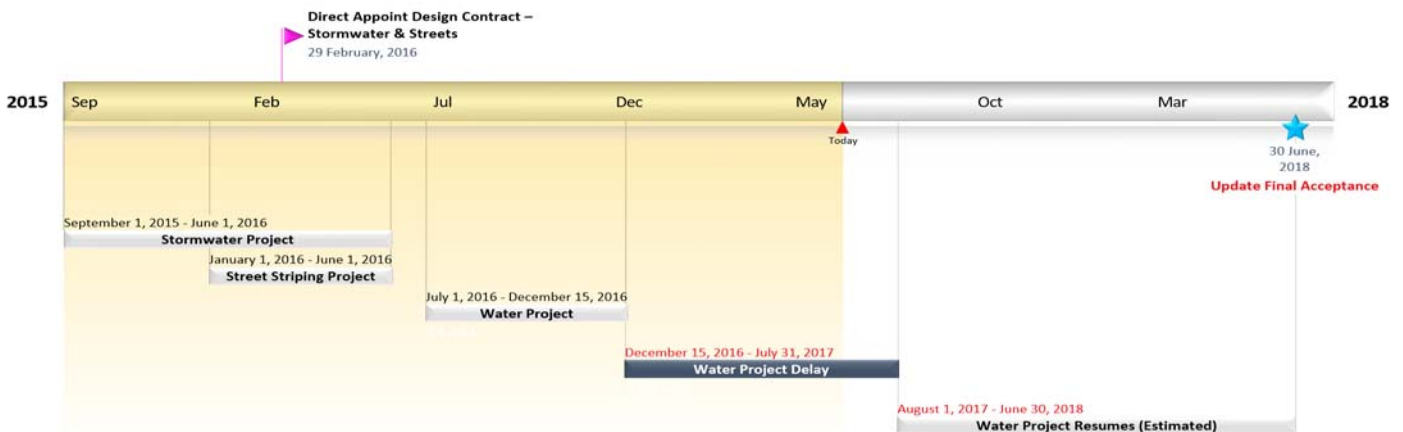 Direct Appoint Design Contract –
Stormwater & Streets
29 February, 2016
2015 Sep Feb Jul Dec May Oct Mar 2018
Today
30 June,
2018
Update Final Acceptance
September 1, 2015 - June 1, 2016
Stormwater Project
January 1, 2016 - June 1, 2016
Street Striping Project
July 1, 2016 - December 15, 2016
Water Project
December 15, 2016 - July 31, 2017
Water Project Delay
August 1, 2017 - June 30, 2018
Water Project Resumes (Estimated)